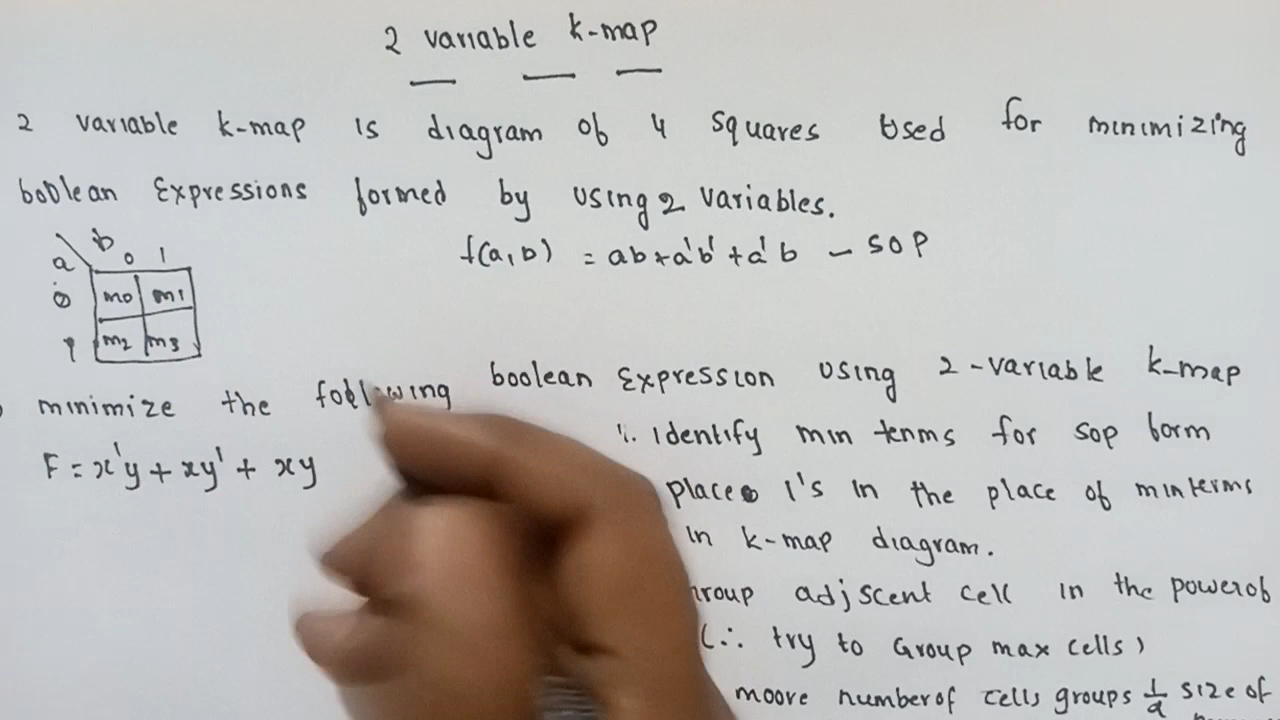 2 variable k-map
2 variable k-map is diagram of 4 squares used for minimizing
boolean Expressions formed by using 2 variables.
f(a,b) = ab+a'b'+a'b - SOP
b
a 0 1
0 m0 m1
1 m2 m3
minimize the following boolean Expression using 2-variable k-map
F = x'y + xy' + xy
1. Identify min terms for sop form
place 1's in the place of minterms
in k-map diagram.
group adjscent cell in the powerof
(∴ try to Group max cells)
moore number of cells groups size of